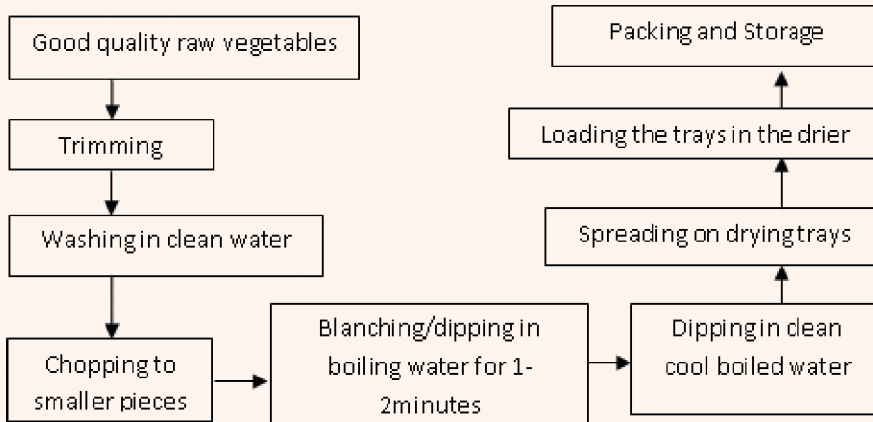 Good quality raw vegetables
Trimming
Washing in clean water
Chopping to
smaller pieces
Blanching/dipping in
boiling water for 1-
2minutes
Dipping in clean
cool boiled water
Spreading on drying trays
Loading the trays in the drier
Packing and Storage